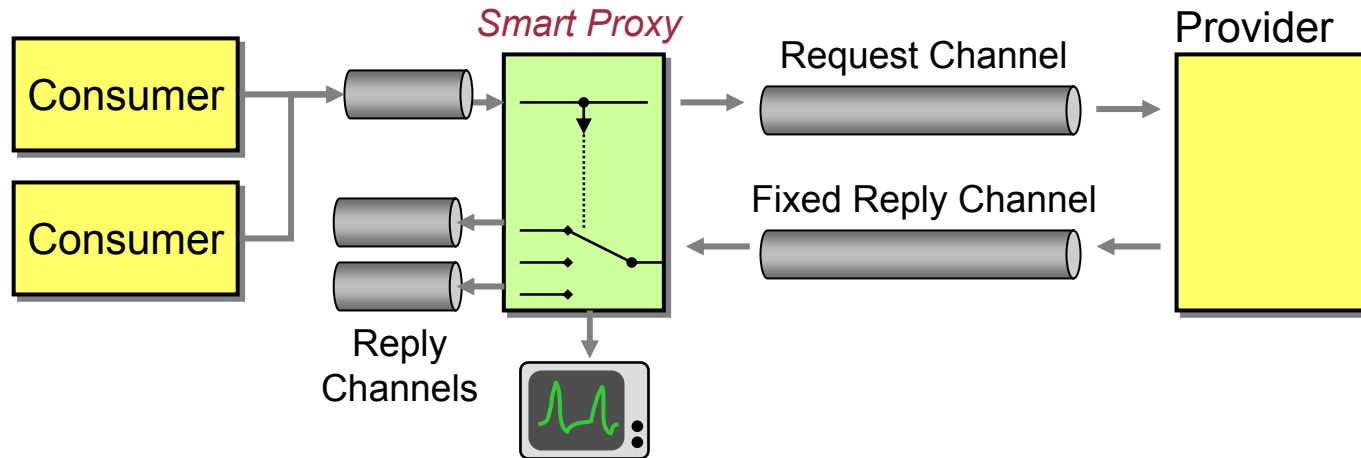 Smart Proxy
Provider
Consumer
Request Channel
Consumer
Fixed Reply Channel
Reply
Channels